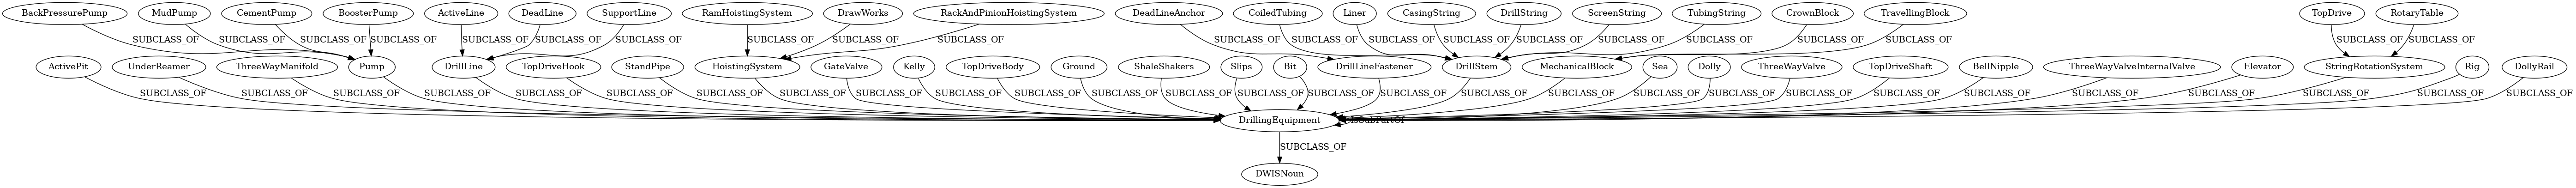 BackPressurePump MudPump CementPump BoosterPump ActiveLine DeadLine SupportLine RamHoistingSystem DrawWorks RackAndPinionHoistingSystem DeadLineAnchor CoiledTubing Liner CasingString DrillString ScreenString TubingString CrownBlock TravellingBlock TopDrive RotaryTable
SUBCLASS_OF SUBCLASS_OF SUBCLASS_OF SUBCLASS_OF SUBCLASS_OF SUBCLASS_OF SUBCLASS_OF SUBCLASS_OF SUBCLASS_OF SUBCLASS_OF SUBCLASS_OF SUBCLASS_OF SUBCLASS_OF SUBCLASS_OF SUBCLASS_OF SUBCLASS_OF SUBCLASS_OF SUBCLASS_OF SUBCLASS_OF SUBCLASS_OF SUBCLASS_OF
ActivePit UnderReamer ThreeWayManifold Pump DrillLine TopDriveHook StandPipe HoistingSystem GateValve Kelly TopDriveBody Ground ShaleShakers Slips Bit DrillLineFastener DrillStem MechanicalBlock Sea Dolly ThreeWayValve TopDriveShaft BellNipple ThreeWayValveInternalValve Elevator StringRotationSystem Rig DollyRail
SUBCLASS_OF SUBCLASS_OF SUBCLASS_OF SUBCLASS_OF SUBCLASS_OF SUBCLASS_OF SUBCLASS_OF SUBCLASS_OF SUBCLASS_OF SUBCLASS_OF SUBCLASS_OF SUBCLASS_OF SUBCLASS_OF SUBCLASS_OF SUBCLASS_OF SUBCLASS_OF SUBCLASS_OF SUBCLASS_OF SUBCLASS_OF SUBCLASS_OF SUBCLASS_OF SUBCLASS_OF SUBCLASS_OF SUBCLASS_OF SUBCLASS_OF SUBCLASS_OF SUBCLASS_OF SUBCLASS_OF
DrillingEquipment IsSubPartOf
SUBCLASS_OF
DWISNoun